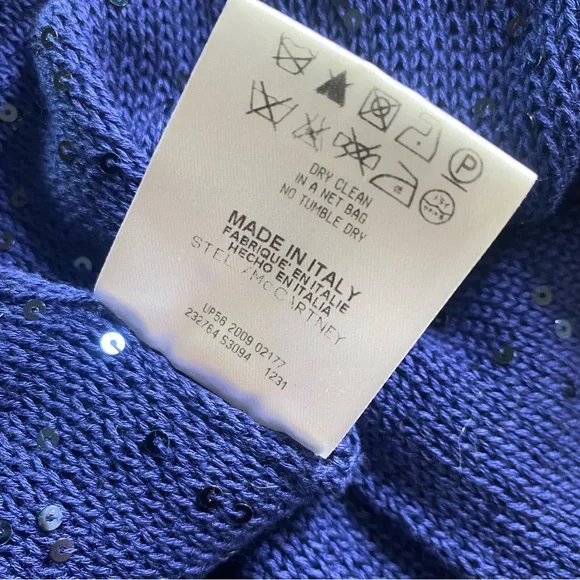 P
DRY CLEAN
IN A NET BAG
NO TUMBLE DRY
MADE IN ITALY
FABRIQUE: EN ITALIE
HECHO EN ITALIA
STELLA McCARTNEY
UP56 2009 02177
232764 S3094 1231